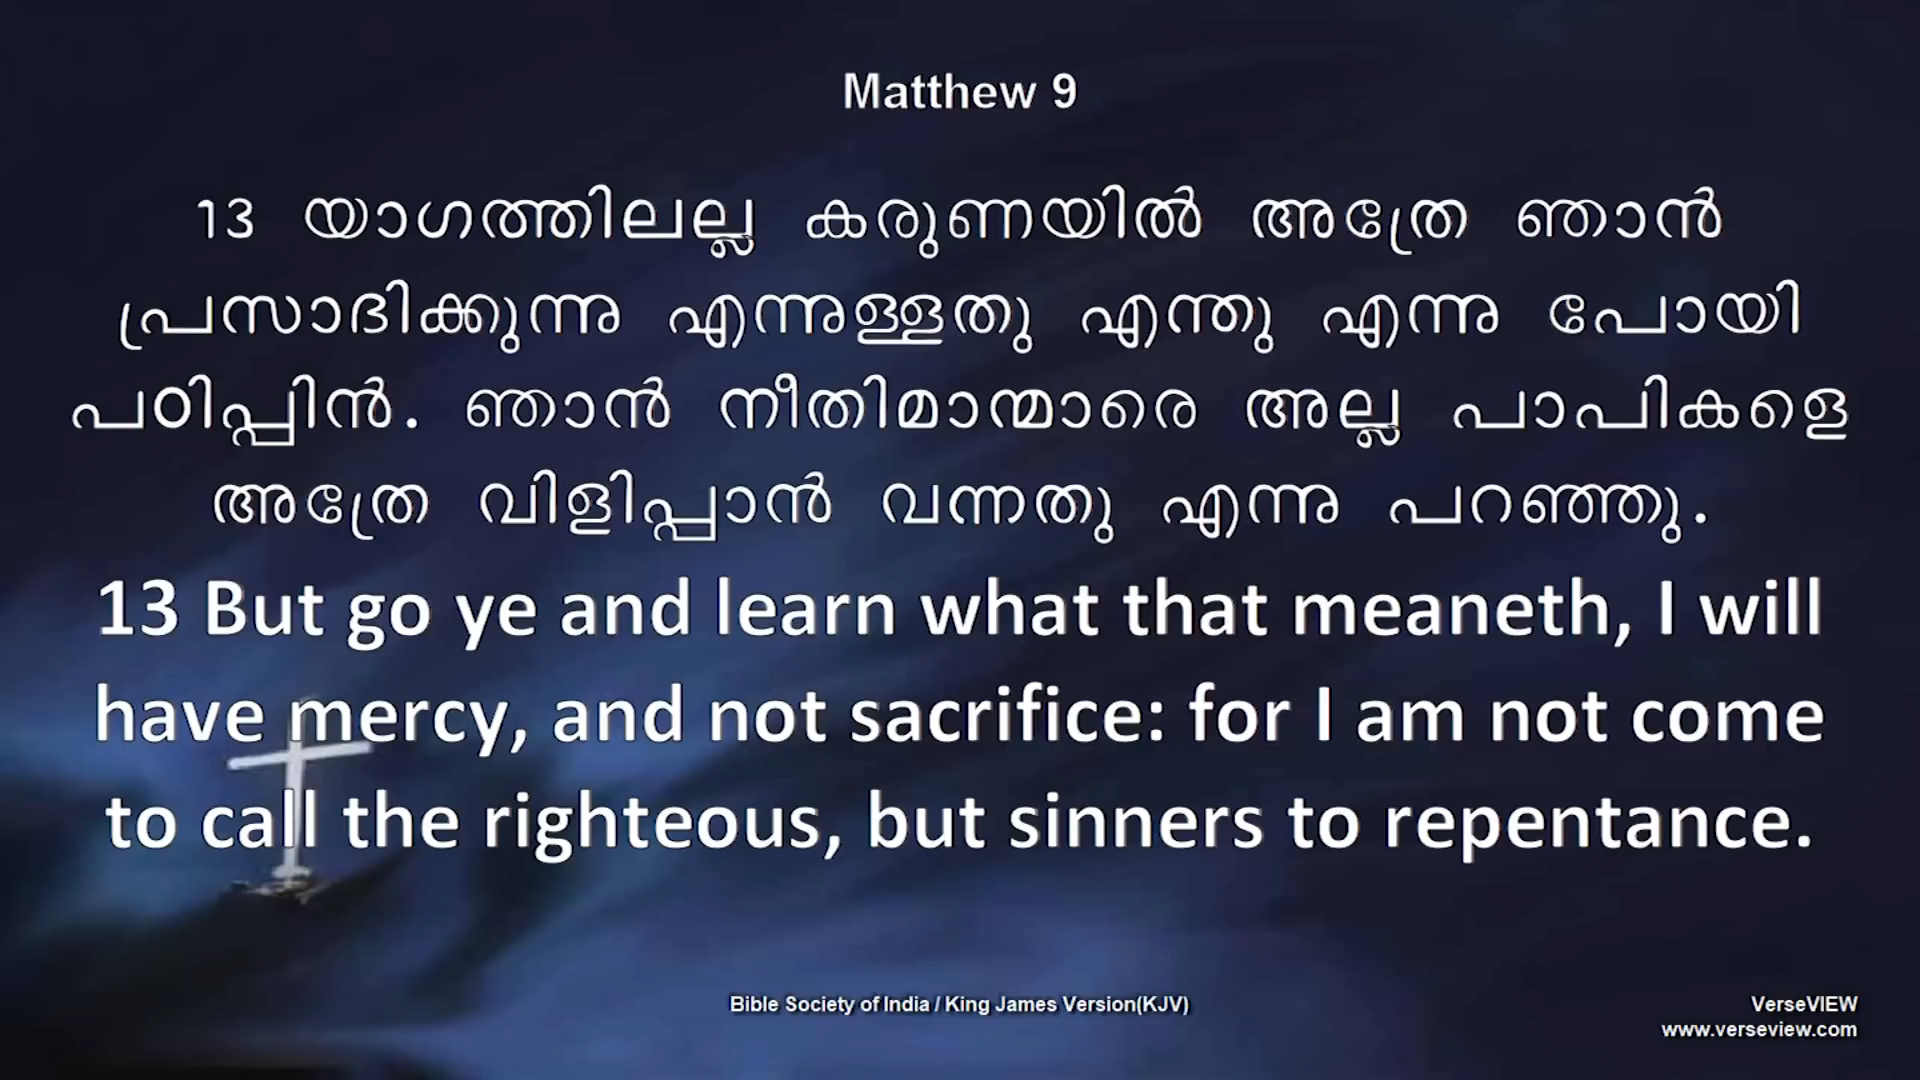 Matthew 9
13 യാഗത്തിലല്ല കരുണയിൽ അത്രേ ഞാൻ
പ്രസാദിക്കുന്നു എന്നുള്ളതു എന്തു എന്നു പോയി
പഠിപ്പിൻ. ഞാൻ നീതിമാന്മാരെ അല്ല പാപികളെ
അത്രേ വിളിപ്പാൻ വന്നതു എന്നു പറഞ്ഞു.
13 But go ye and learn what that meaneth, I will
have mercy, and not sacrifice: for I am not come
to call the righteous, but sinners to repentance.
Bible Society of India / King James Version(KJV)
VerseVIEW
www.verseview.com